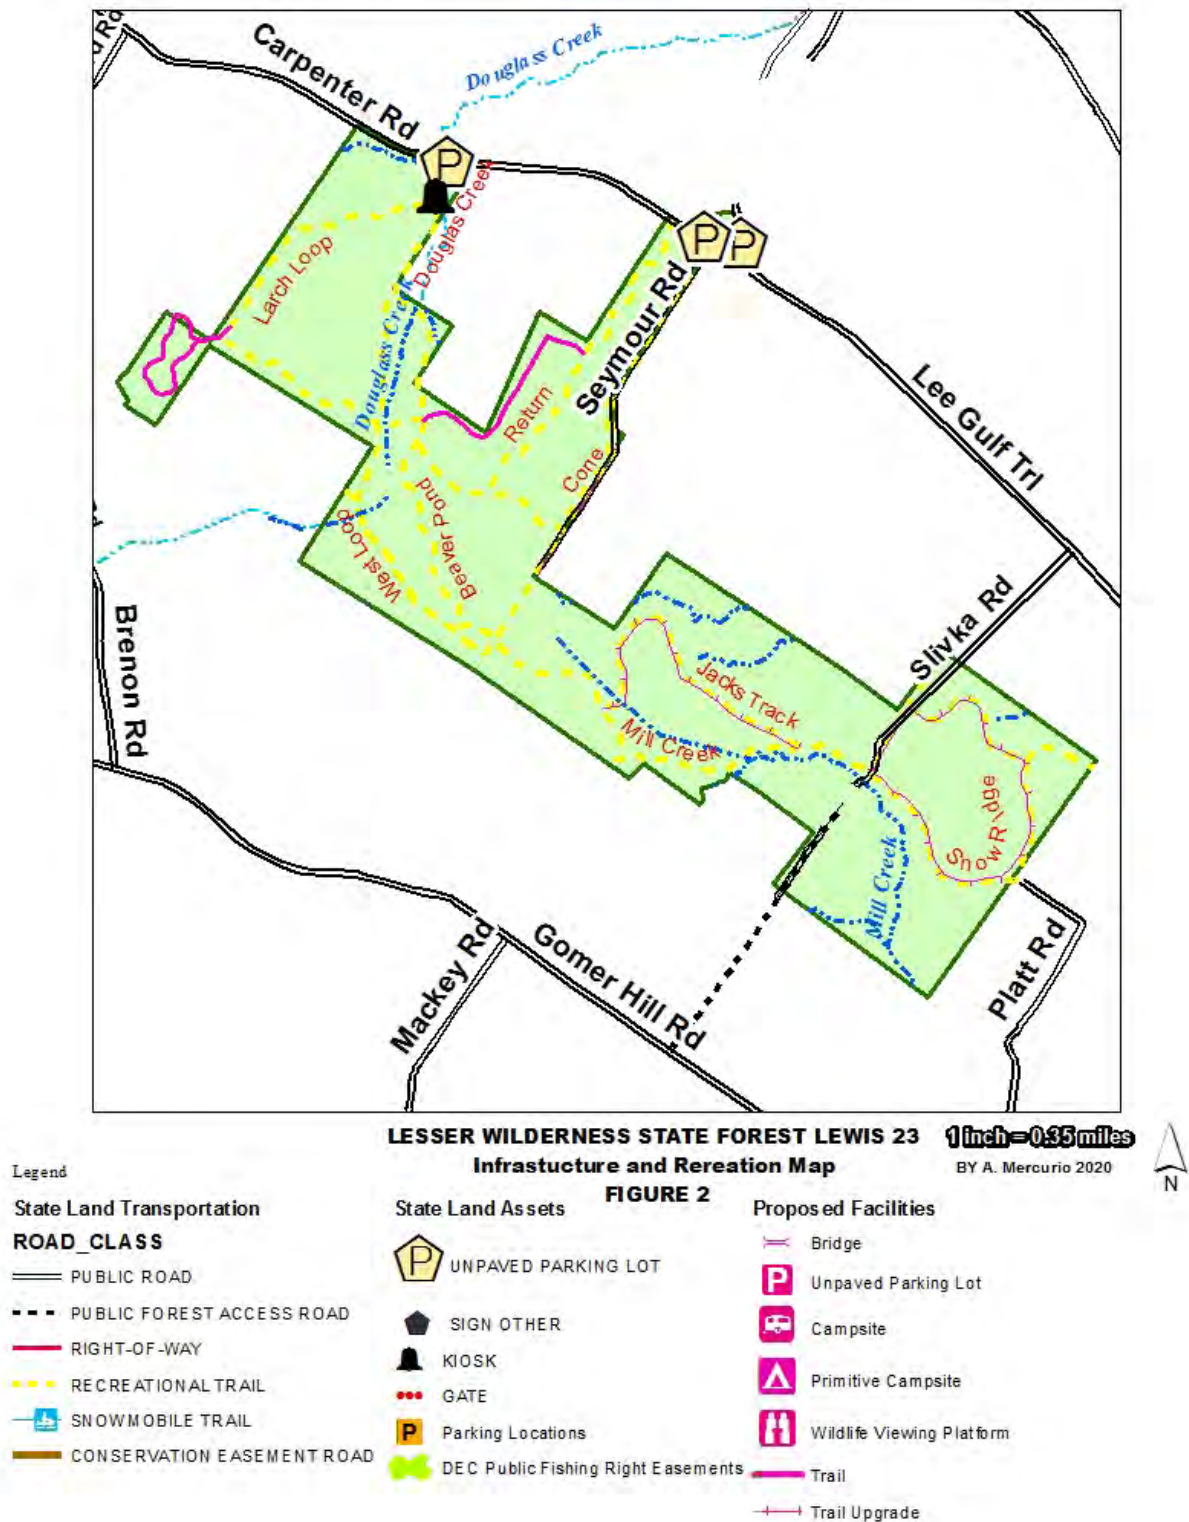 Rd
Carpenter Rd
Douglass Creek
P
Douglas Creek
P
P
Larch Loop
Douglass Creek
Seymour Rd
Return
Lee Gulf Trl
Cone
Beaver Pond
West Loop
Brenon Rd
Slivka Rd
Jacks Track
Mill Creek
Snow Ridge
Mill Creek
Platt Rd
Mackey Rd
Gomer Hill Rd
LESSER WILDERNESS STATE FOREST LEWIS 23
1 inch = 0.35 miles
Infrastucture and Rereation Map
BY A. Mercurio 2020
FIGURE 2
N
Legend
State Land Transportation
ROAD_CLASS
PUBLIC ROAD
PUBLIC FOREST ACCESS ROAD
RIGHT-OF-WAY
RECREATIONAL TRAIL
SNOWMOBILE TRAIL
CONSERVATION EASEMENT ROAD
State Land Assets
P UNPAVED PARKING LOT
SIGN OTHER
KIOSK
GATE
P Parking Locations
DEC Public Fishing Right Easements
Proposed Facilities
Bridge
P Unpaved Parking Lot
Campsite
Primitive Campsite
Wildlife Viewing Platform
Trail
Trail Upgrade